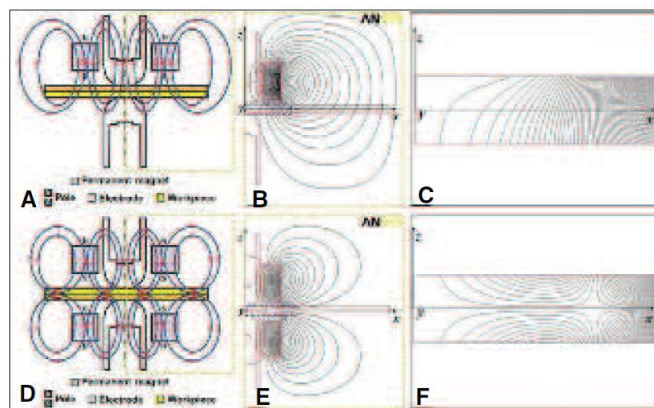 AN
z
x
A
B
C
Permanent magnet
Pole
Electrode
Workpiece
AN
z
x
D
E
F
Permanent magnet
Pole
Electrode
Workpiece